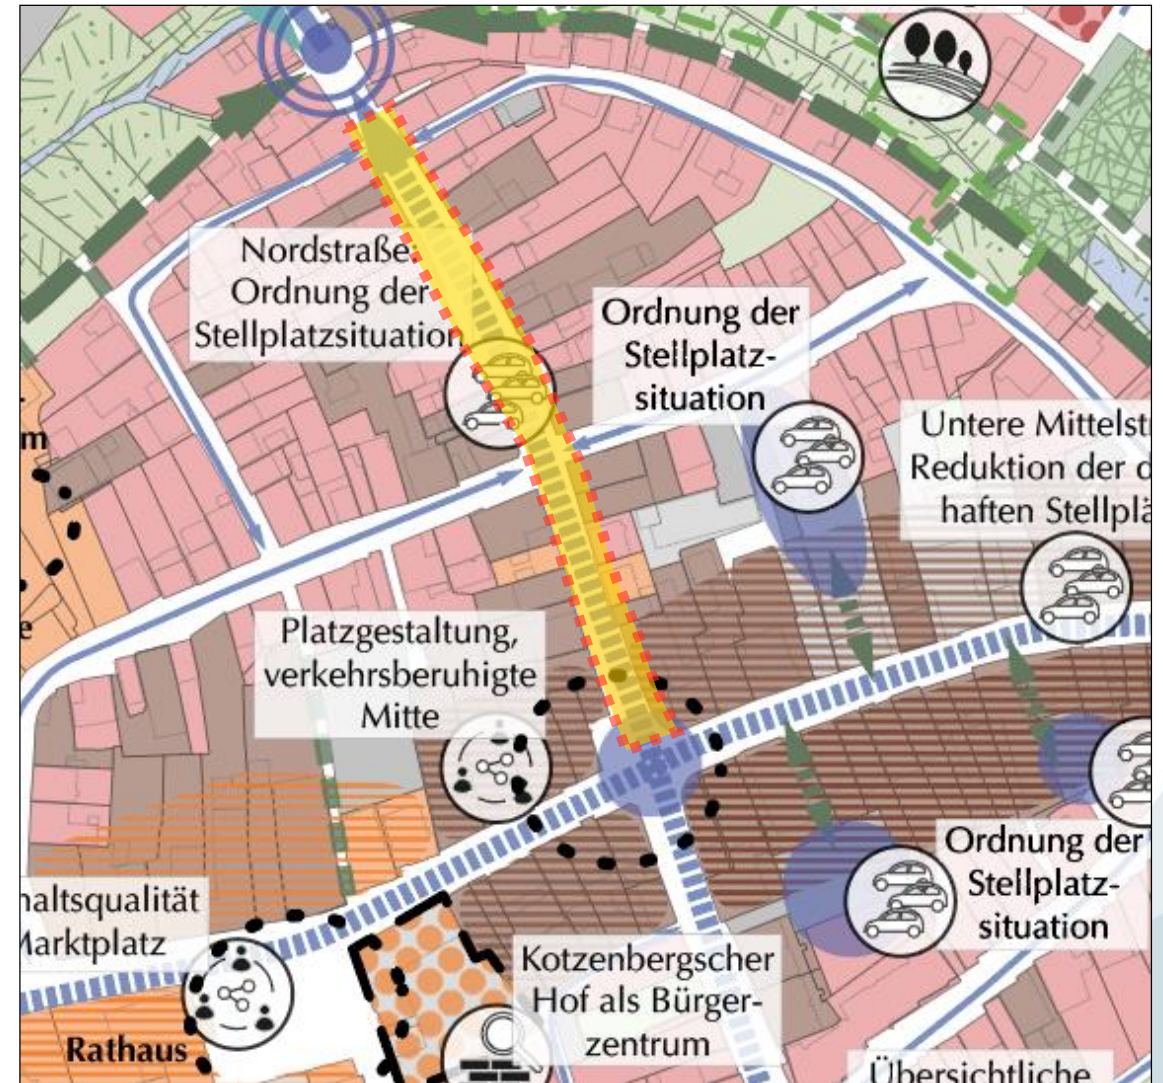 Nordstraße:
Ordnung der
Stellplatzsituation
Ordnung der
Stellplatz-
situation
Untere Mittelst
Reduktion der d
haften Stellplä
m
e
Platzgestaltung,
verkehrsberuhigte
Mitte
Ordnung der
Stellplatz-
situation
haltsqualität
Marktplatz
Kotzenbergscher
Hof als Bürger-
zentrum
Rathaus
Übersichtliche